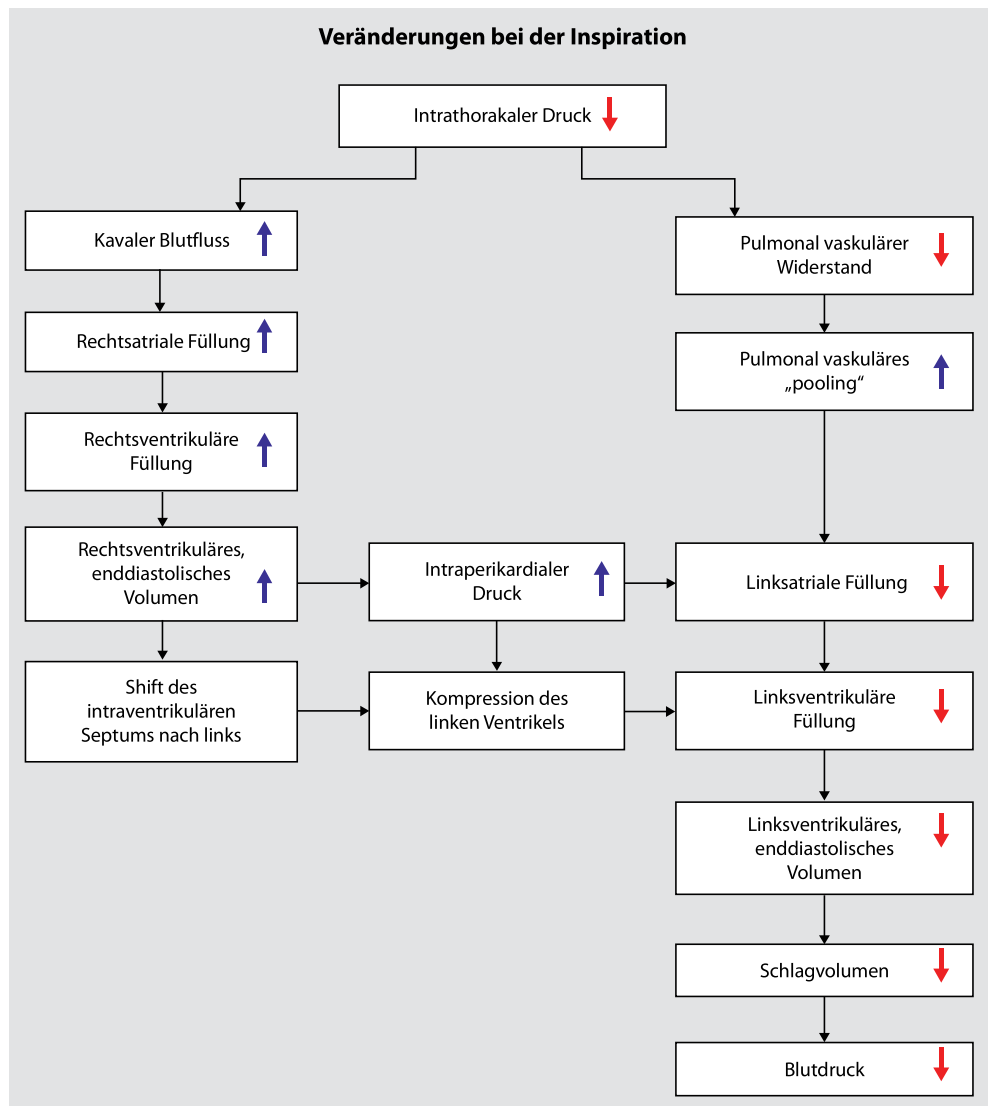 Veränderungen bei der Inspiration
Intrathorakaler Druck
Kavaler Blutfluss
Rechtsatriale Füllung
Rechtsventrikuläre
Füllung
Rechtsventrikuläres,
enddiastolisches
Volumen
Shift des
intraventrikulären
Septums nach links
Intraperikardialer
Druck
Kompression des
linken Ventrikels
Pulmonal vaskulärer
Widerstand
Pulmonal vaskuläres
„pooling“
Linksatriale Füllung
Linksventrikuläre
Füllung
Linksventrikuläres,
enddiastolisches
Volumen
Schlagvolumen
Blutdruck